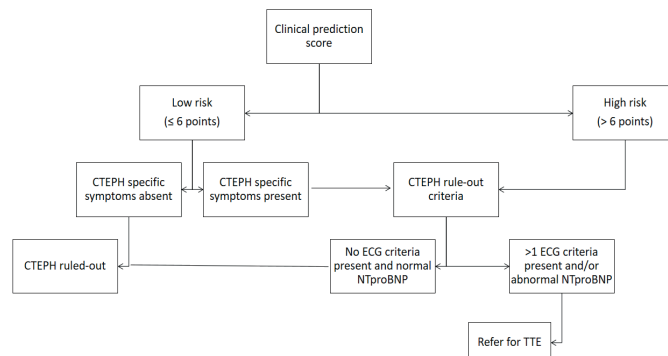 Clinical prediction
score
Low risk
(≤ 6 points)
High risk
(> 6 points)
CTEPH specific
symptoms absent
CTEPH specific
symptoms present
CTEPH rule-out
criteria
CTEPH ruled-out
No ECG criteria
present and normal
NTproBNP
>1 ECG criteria
present and/or
abnormal NTproBNP
Refer for TTE